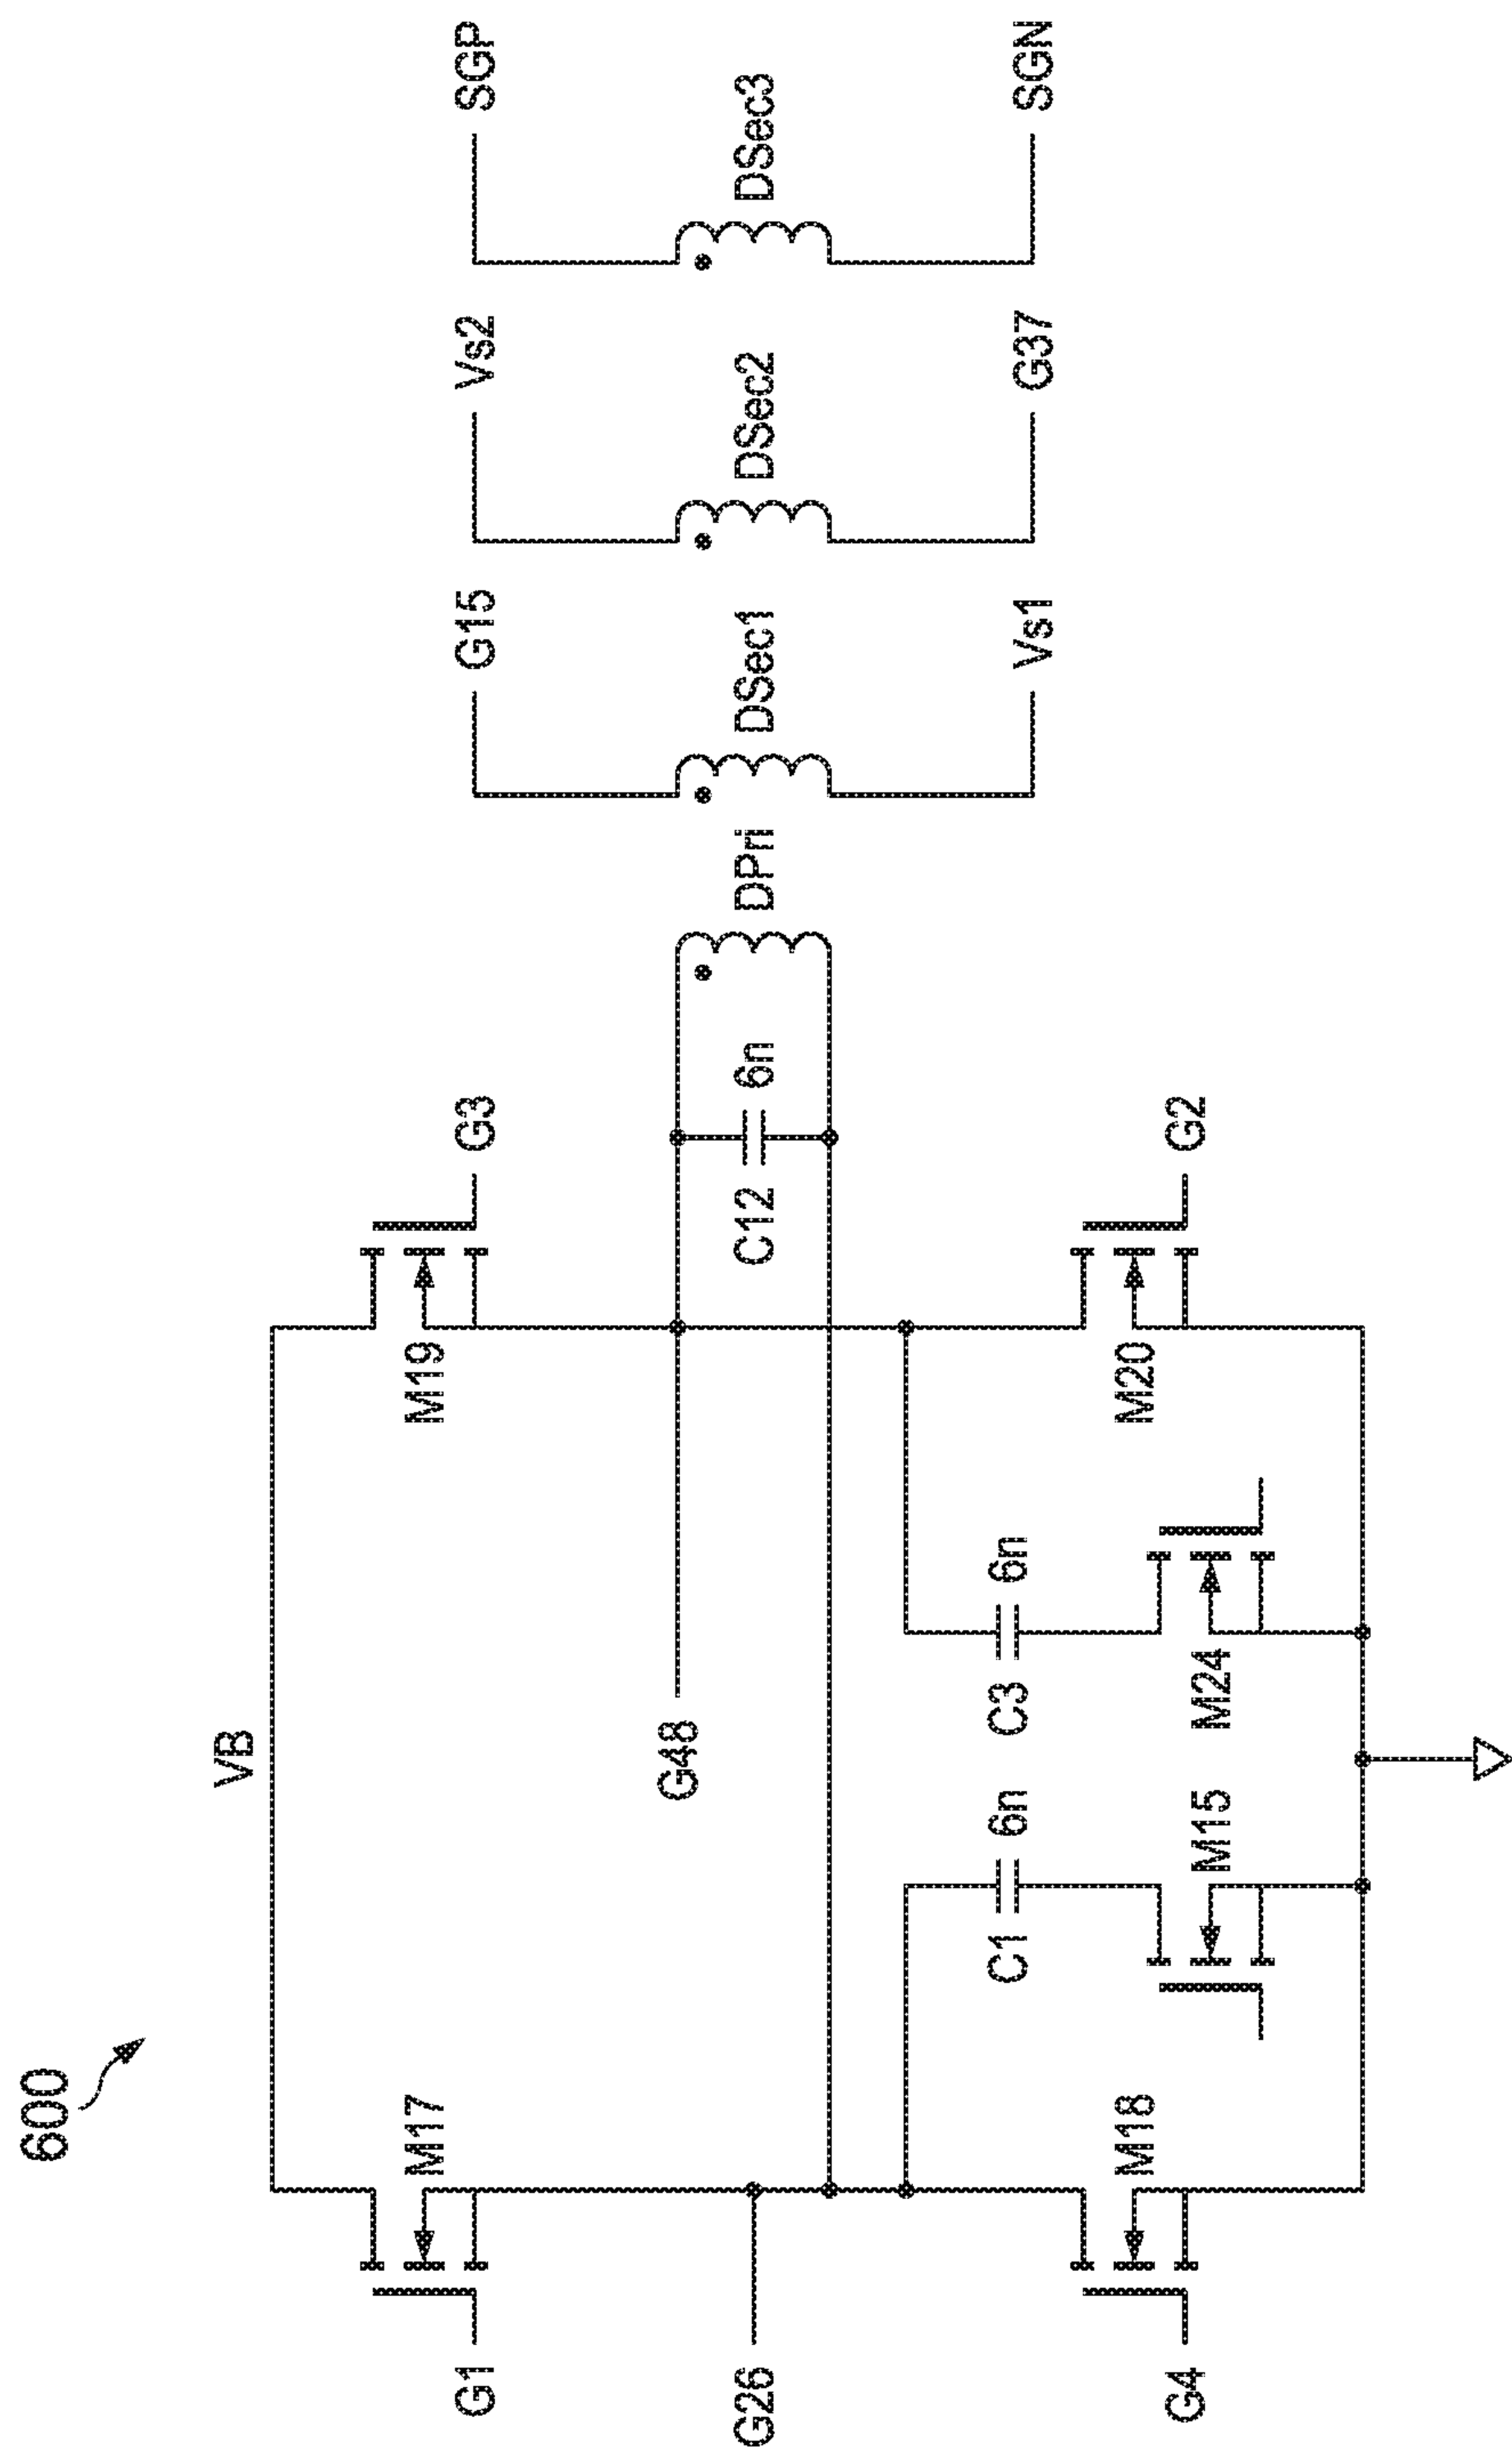 600
VB
G1
M17
M19
G3
G26
G48
C12
6n
DPri
G15
DSec1
Vs1
Vs2
DSec2
G37
SGP
DSec3
SGN
C1
6n
C3
6n
G4
M18
M15
M24
M20
G2